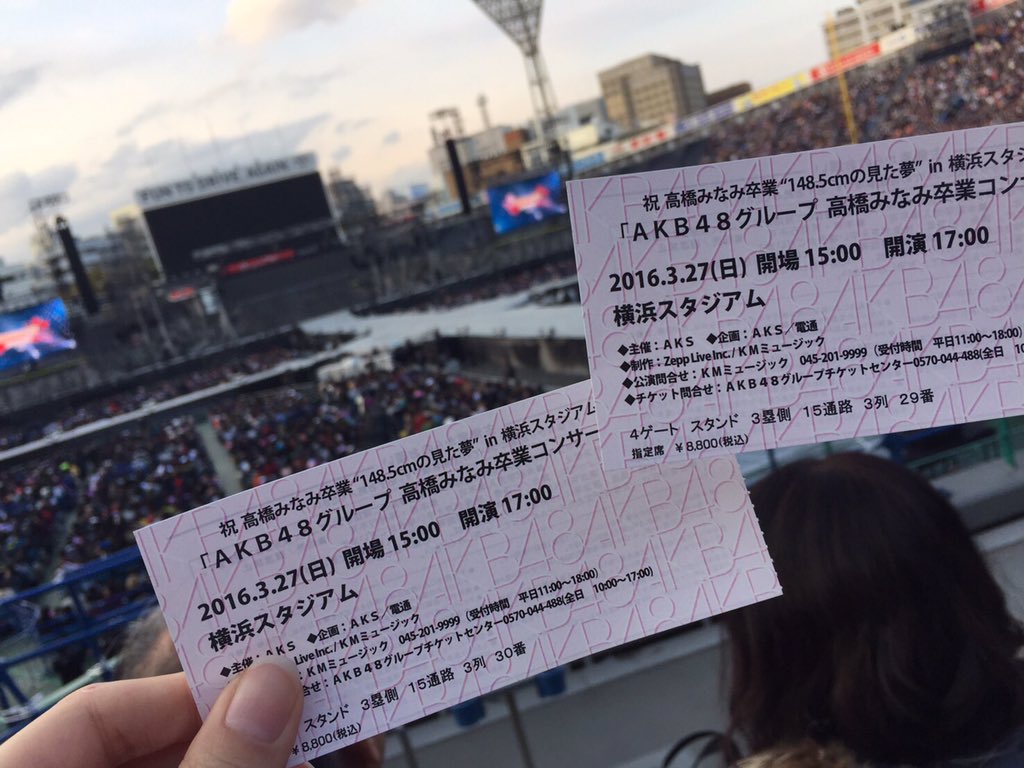 祝 高橋みなみ卒業“148.5cmの見た夢” in 横浜スタジ
「AKB48グループ 高橋みなみ卒業コンサ
2016.3.27(日) 開場 15:00 開演 17:00
横浜スタジアム
◆主催：AKS ◆企画：AKS／電通
◆制作：Zepp Live Inc. / KMミュージック
◆公演問合せ：KMミュージック 045-201-9999（受付時間 平日11:00〜18:00）
◆チケット問合せ：AKB48グループチケットセンター0570-044-488(全日 10:00
4ゲート スタンド 3塁側 15通路 3列 29番
指定席 ￥8,800(税込)
祝 高橋みなみ卒業“148.5cmの見た夢” in 横浜スタジアム
「AKB48グループ 高橋みなみ卒業コンサー
2016.3.27(日) 開場 15:00 開演 17:00
横浜スタジアム
◆主催：AKS ◆企画：AKS／電通
Live Inc. / KMミュージック
：KMミュージック 045-201-9999（受付時間 平日11:00〜18:00）
合せ：AKB48グループチケットセンター0570-044-488(全日 10:00〜17:00)
スタンド 3塁側 15通路 3列 30番
￥8,800(税込)